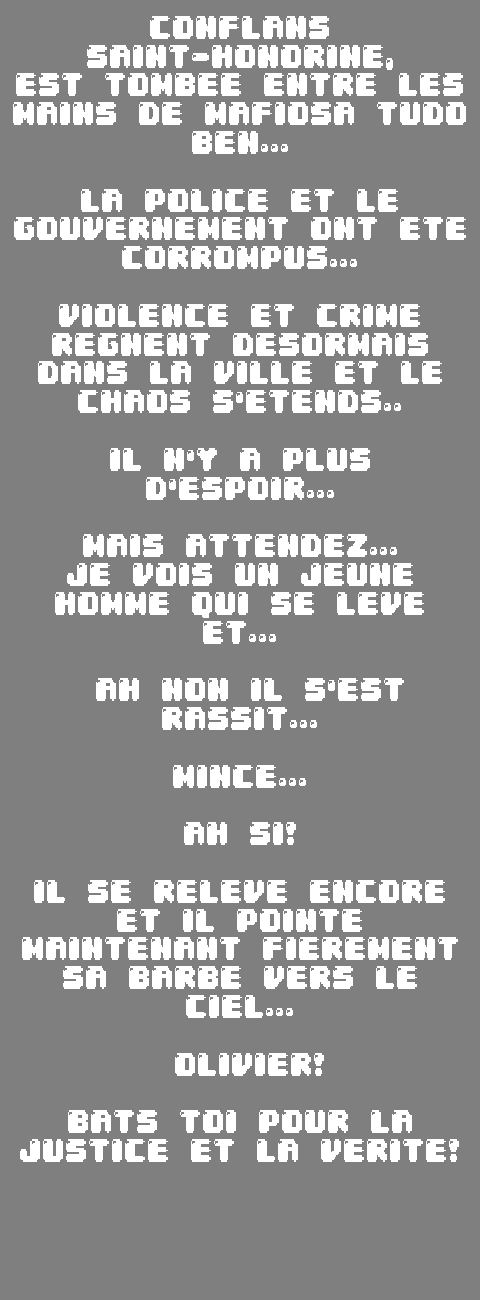 CONFLANS
SAINT-HONORINE,
EST TOMBEE ENTRE LES
MAINS DE MAFIOSA TUDO
BEN...
LA POLICE ET LE
GOUVERNEMENT ONT ETE
CORROMPUS...
VIOLENCE ET CRIME
REGNENT DESORMAIS
DANS LA VILLE ET LE
CHAOS S'ETENDS..
IL N'Y A PLUS
D'ESPOIR...
MAIS ATTENDEZ...
JE VOIS UN JEUNE
HOMME QUI SE LEVE
ET...
AH NON IL S'EST
RASSIT...
MINCE...
AH SI!
IL SE RELEVE ENCORE
ET IL POINTE
MAINTENANT FIEREMENT
SA BARBE VERS LE
CIEL...
OLIVIER!
BATS TOI POUR LA
JUSTICE ET LA VERITE!